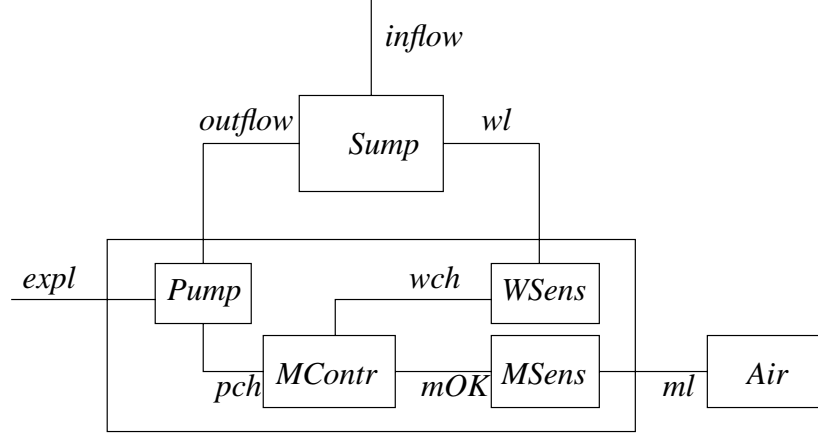 inflow
outflow
Sump
wl
expl
Pump
wch
WSens
pch
MContr
mOK
MSens
ml
Air